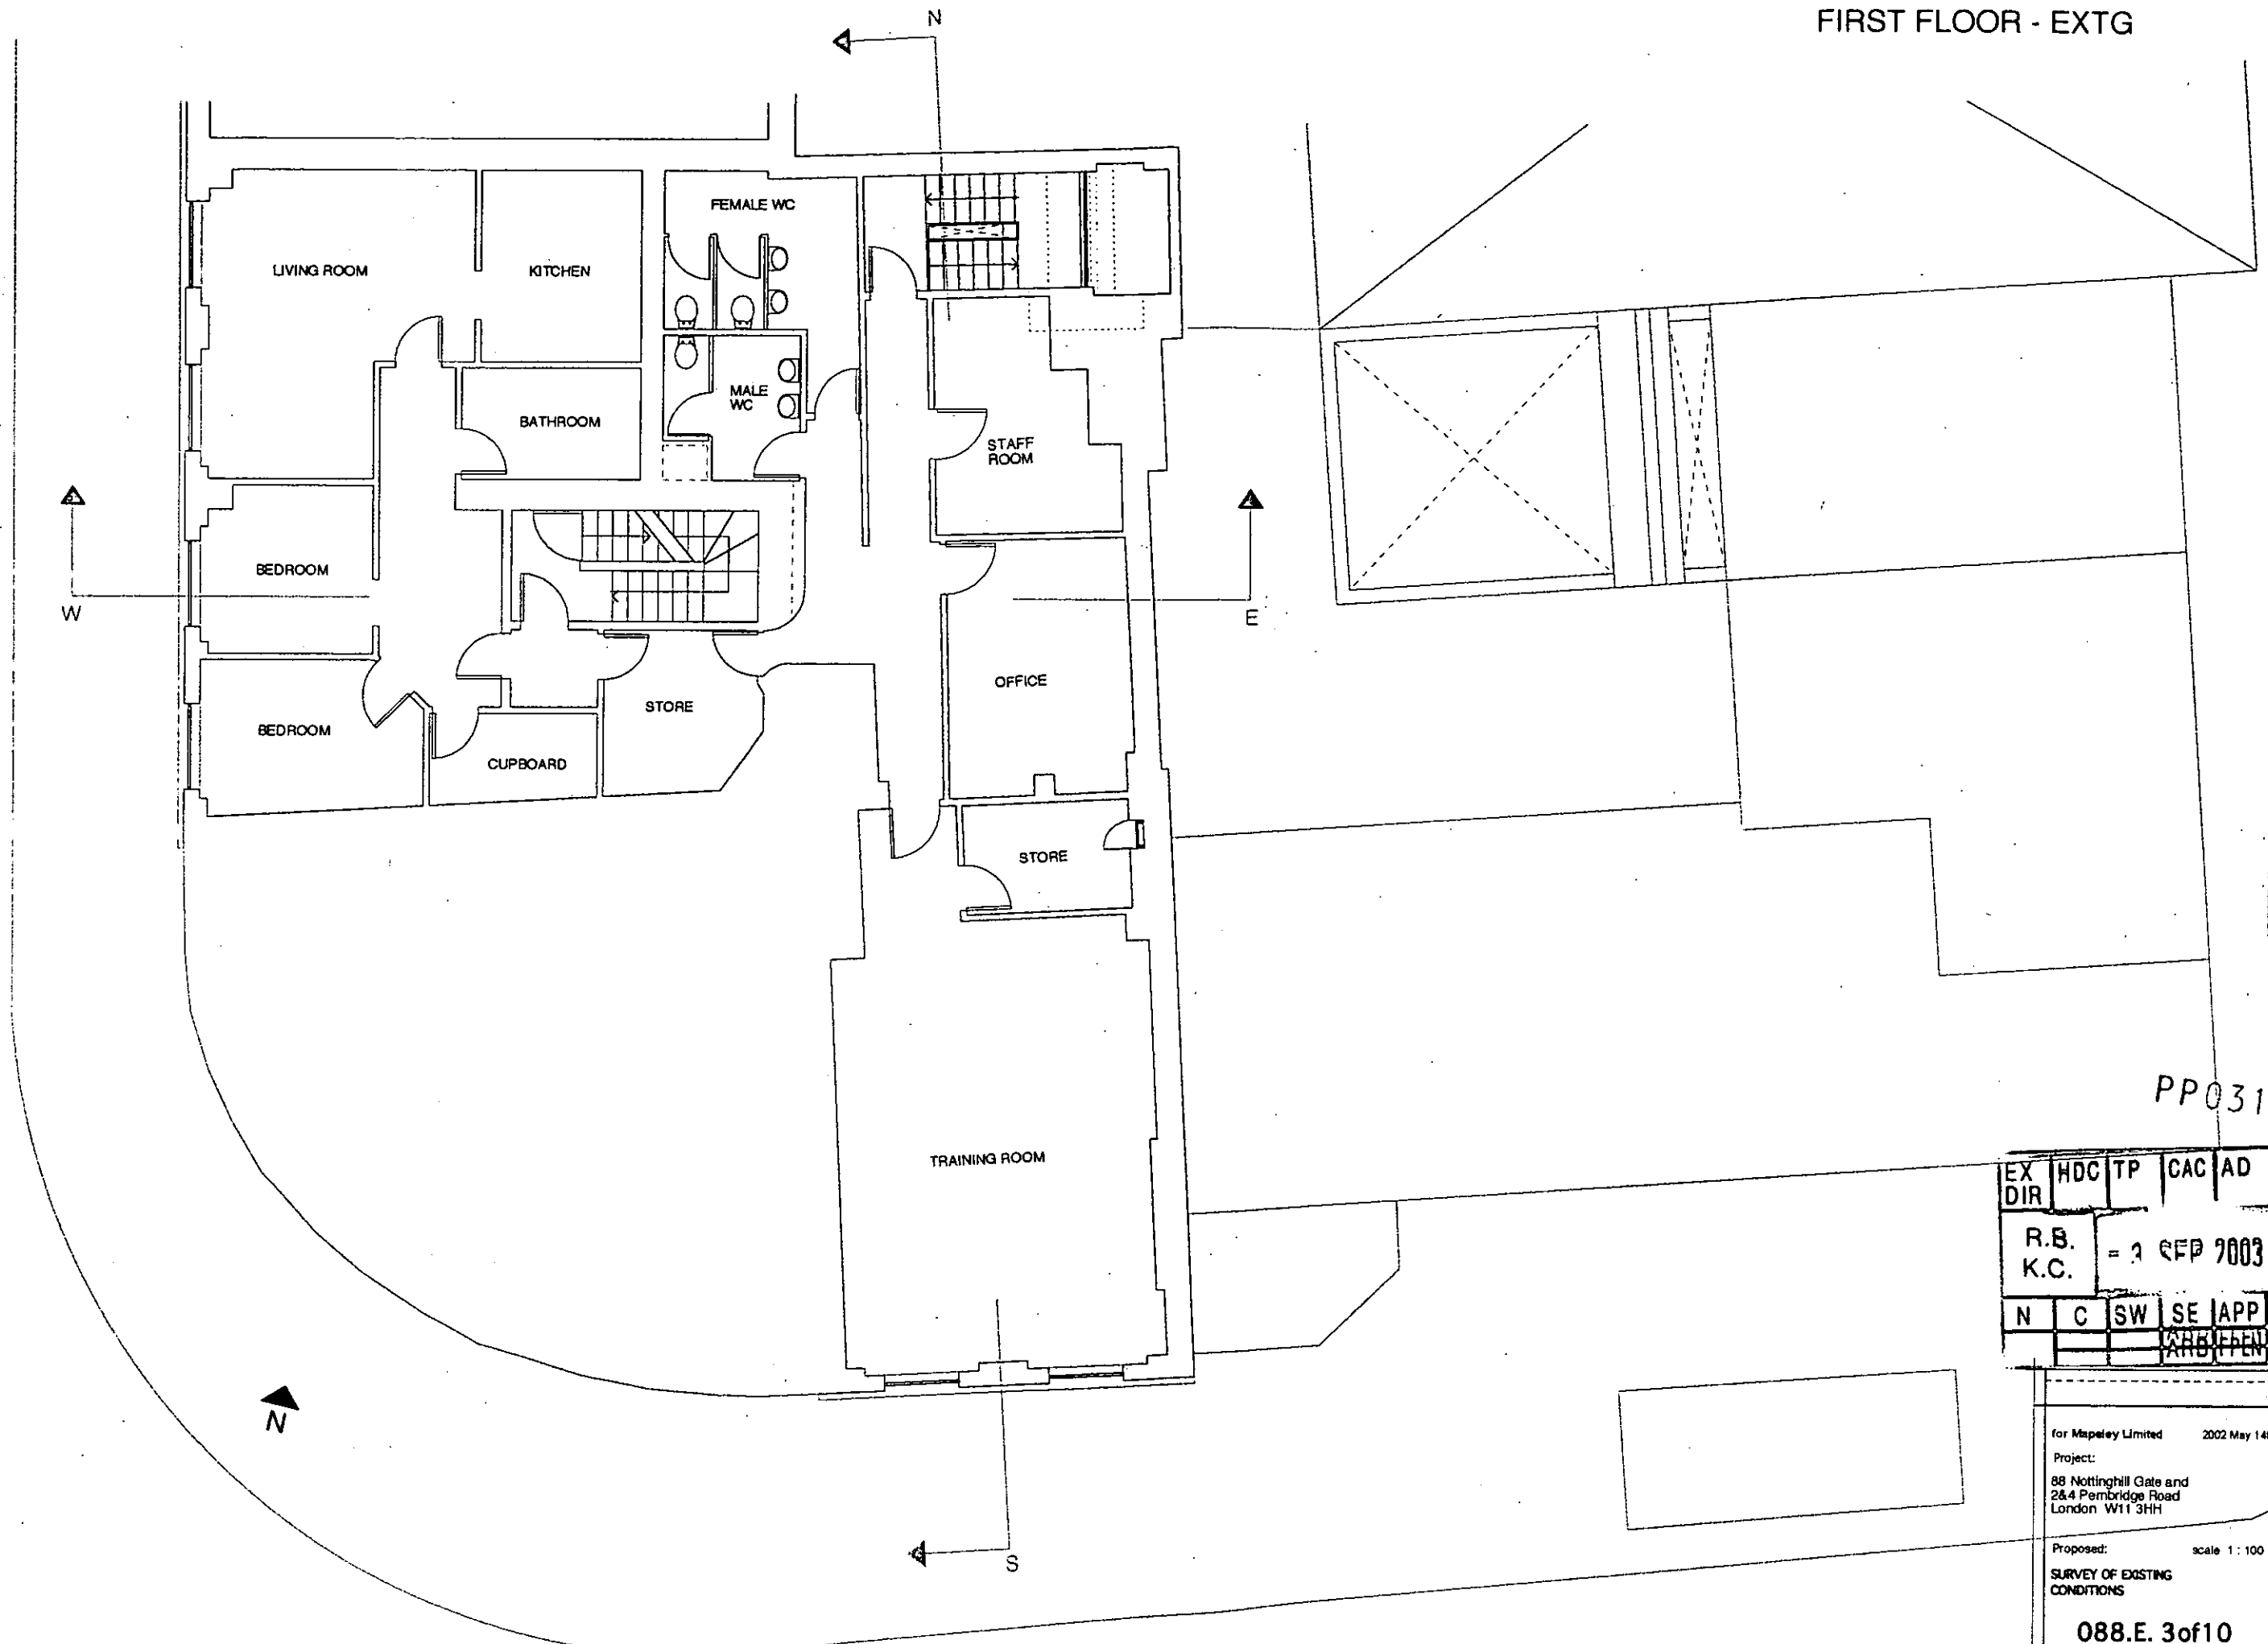 FIRST FLOOR - EXTG
N
FEMALE WC
LIVING ROOM
KITCHEN
MALE
WC
BATHROOM
STAFF
ROOM
W
BEDROOM
E
OFFICE
STORE
BEDROOM
CUPBOARD
STORE
TRAINING ROOM
N
S
PP031
EX
DIR
HDC
TP
CAC
AD
R.B.
K.C.
SEP 2003
N
C
SW
SE
APP
for Mapeley Limited 2002 May
Project:
88 Nottinghill Gate and
2&4 Pembridge Road
London W11 3HH
Proposed: scale 1 : 100
SURVEY OF EXISTING
CONDITIONS
088.E. 3of10